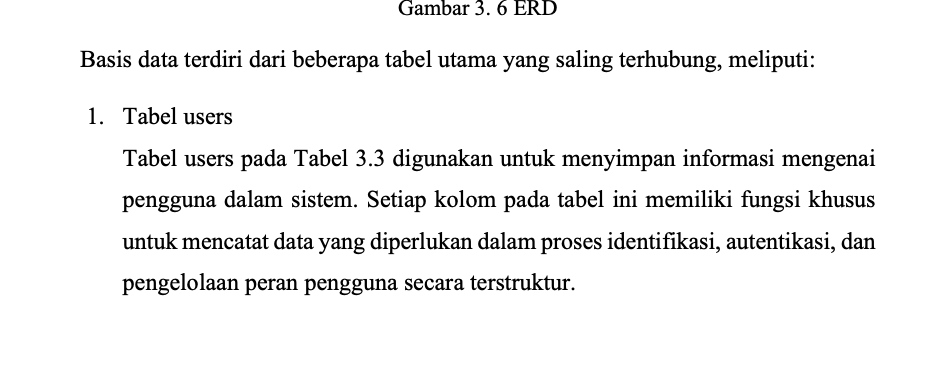 Gambar 3. 6 ERD
Basis data terdiri dari beberapa tabel utama yang saling terhubung, meliputi:
1. Tabel users
Tabel users pada Tabel 3.3 digunakan untuk menyimpan informasi mengenai
pengguna dalam sistem. Setiap kolom pada tabel ini memiliki fungsi khusus
untuk mencatat data yang diperlukan dalam proses identifikasi, autentikasi, dan
pengelolaan peran pengguna secara terstruktur.